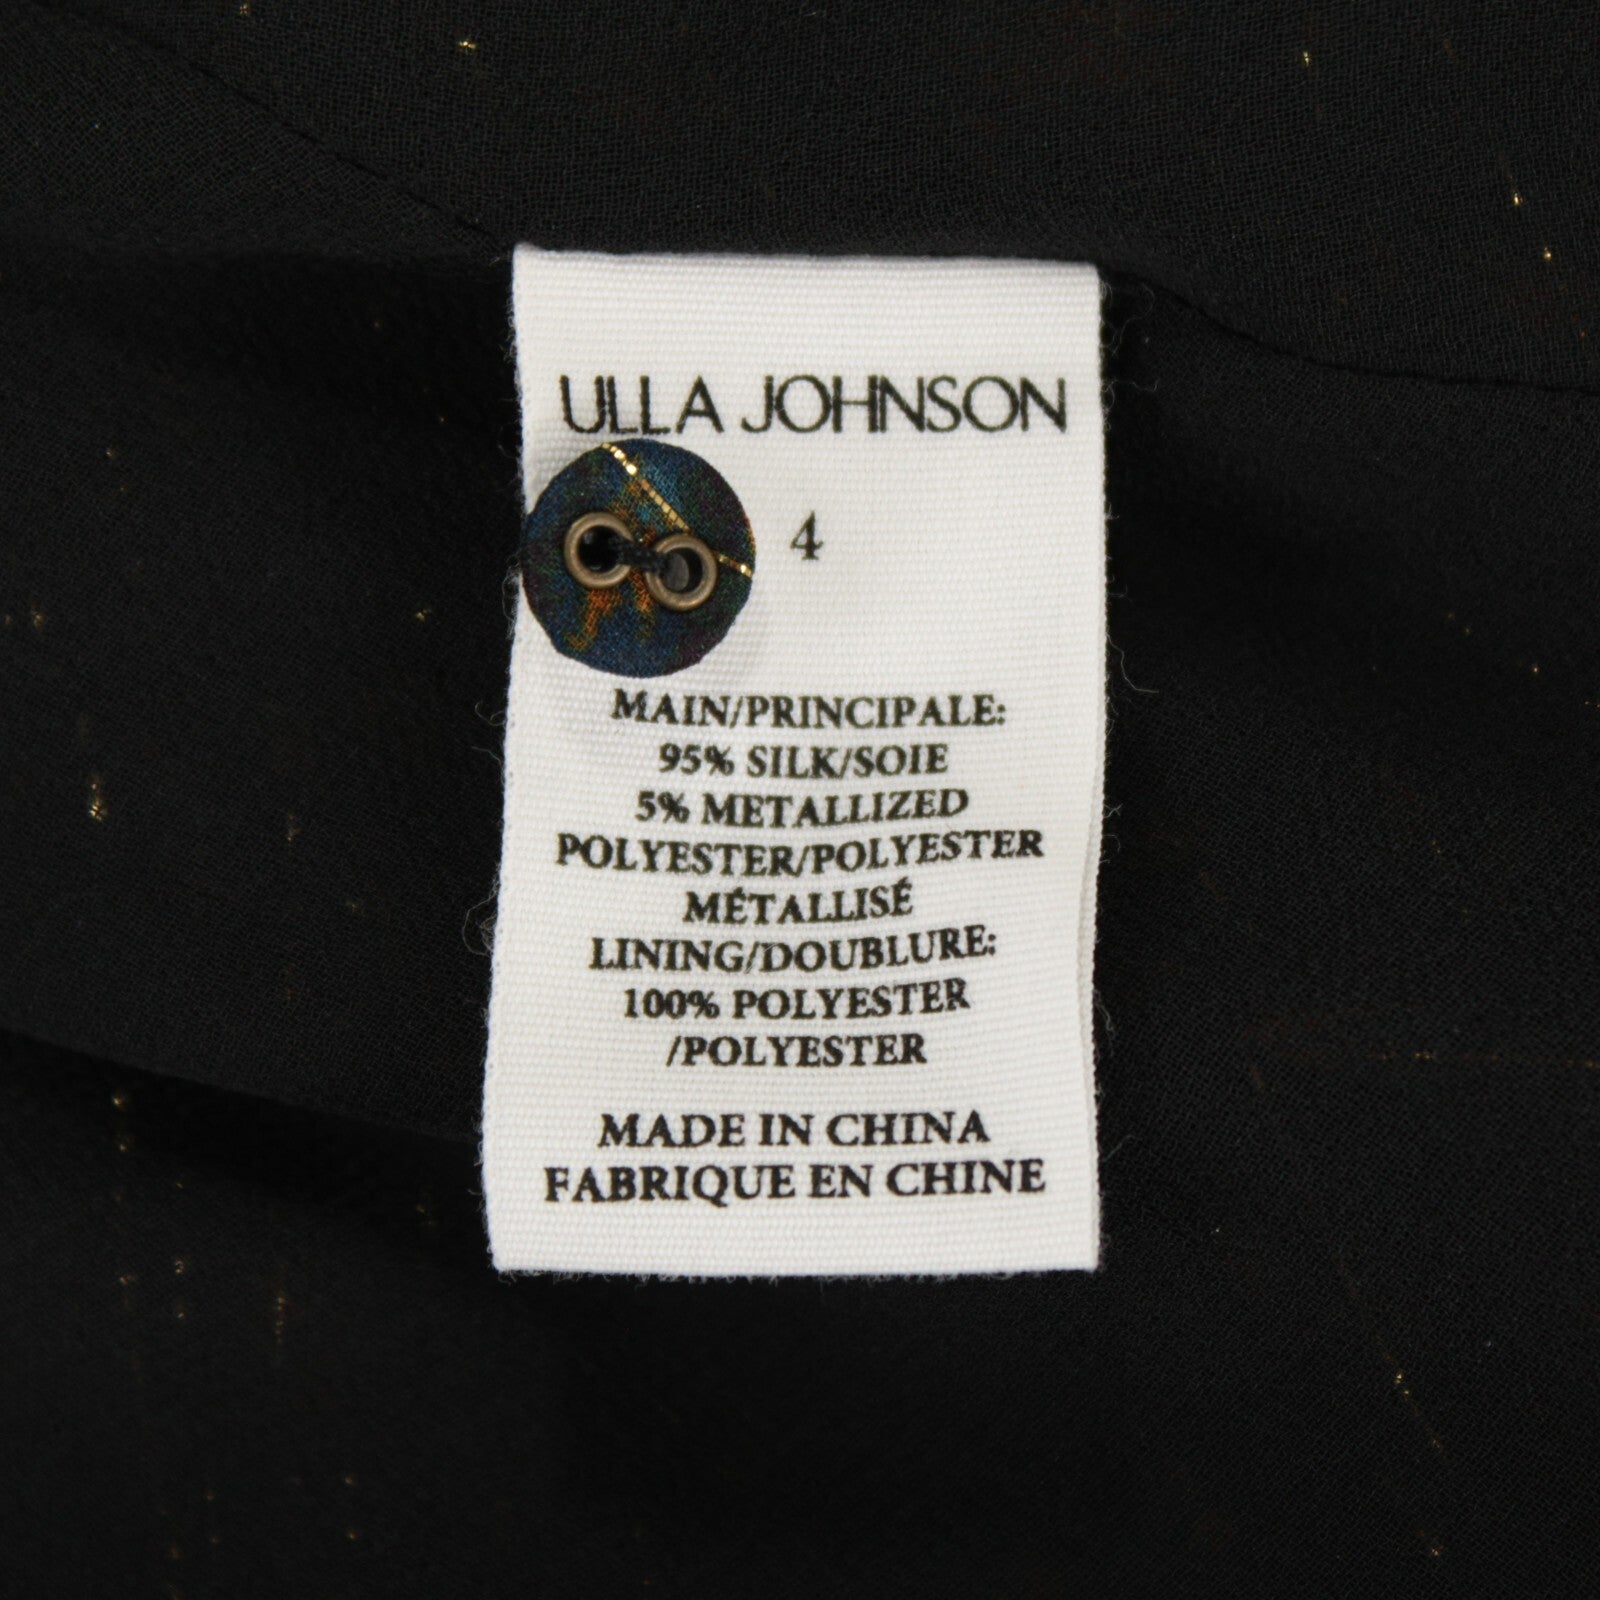 ULLA JOHNSON
4
MAIN/PRINCIPALE:
95% SILK/SOIE
5% METALLIZED
POLYESTER/POLYESTER
MÉTALLISÉ
LINING/DOUBLURE:
100% POLYESTER
/POLYESTER
MADE IN CHINA
FABRIQUE EN CHINE